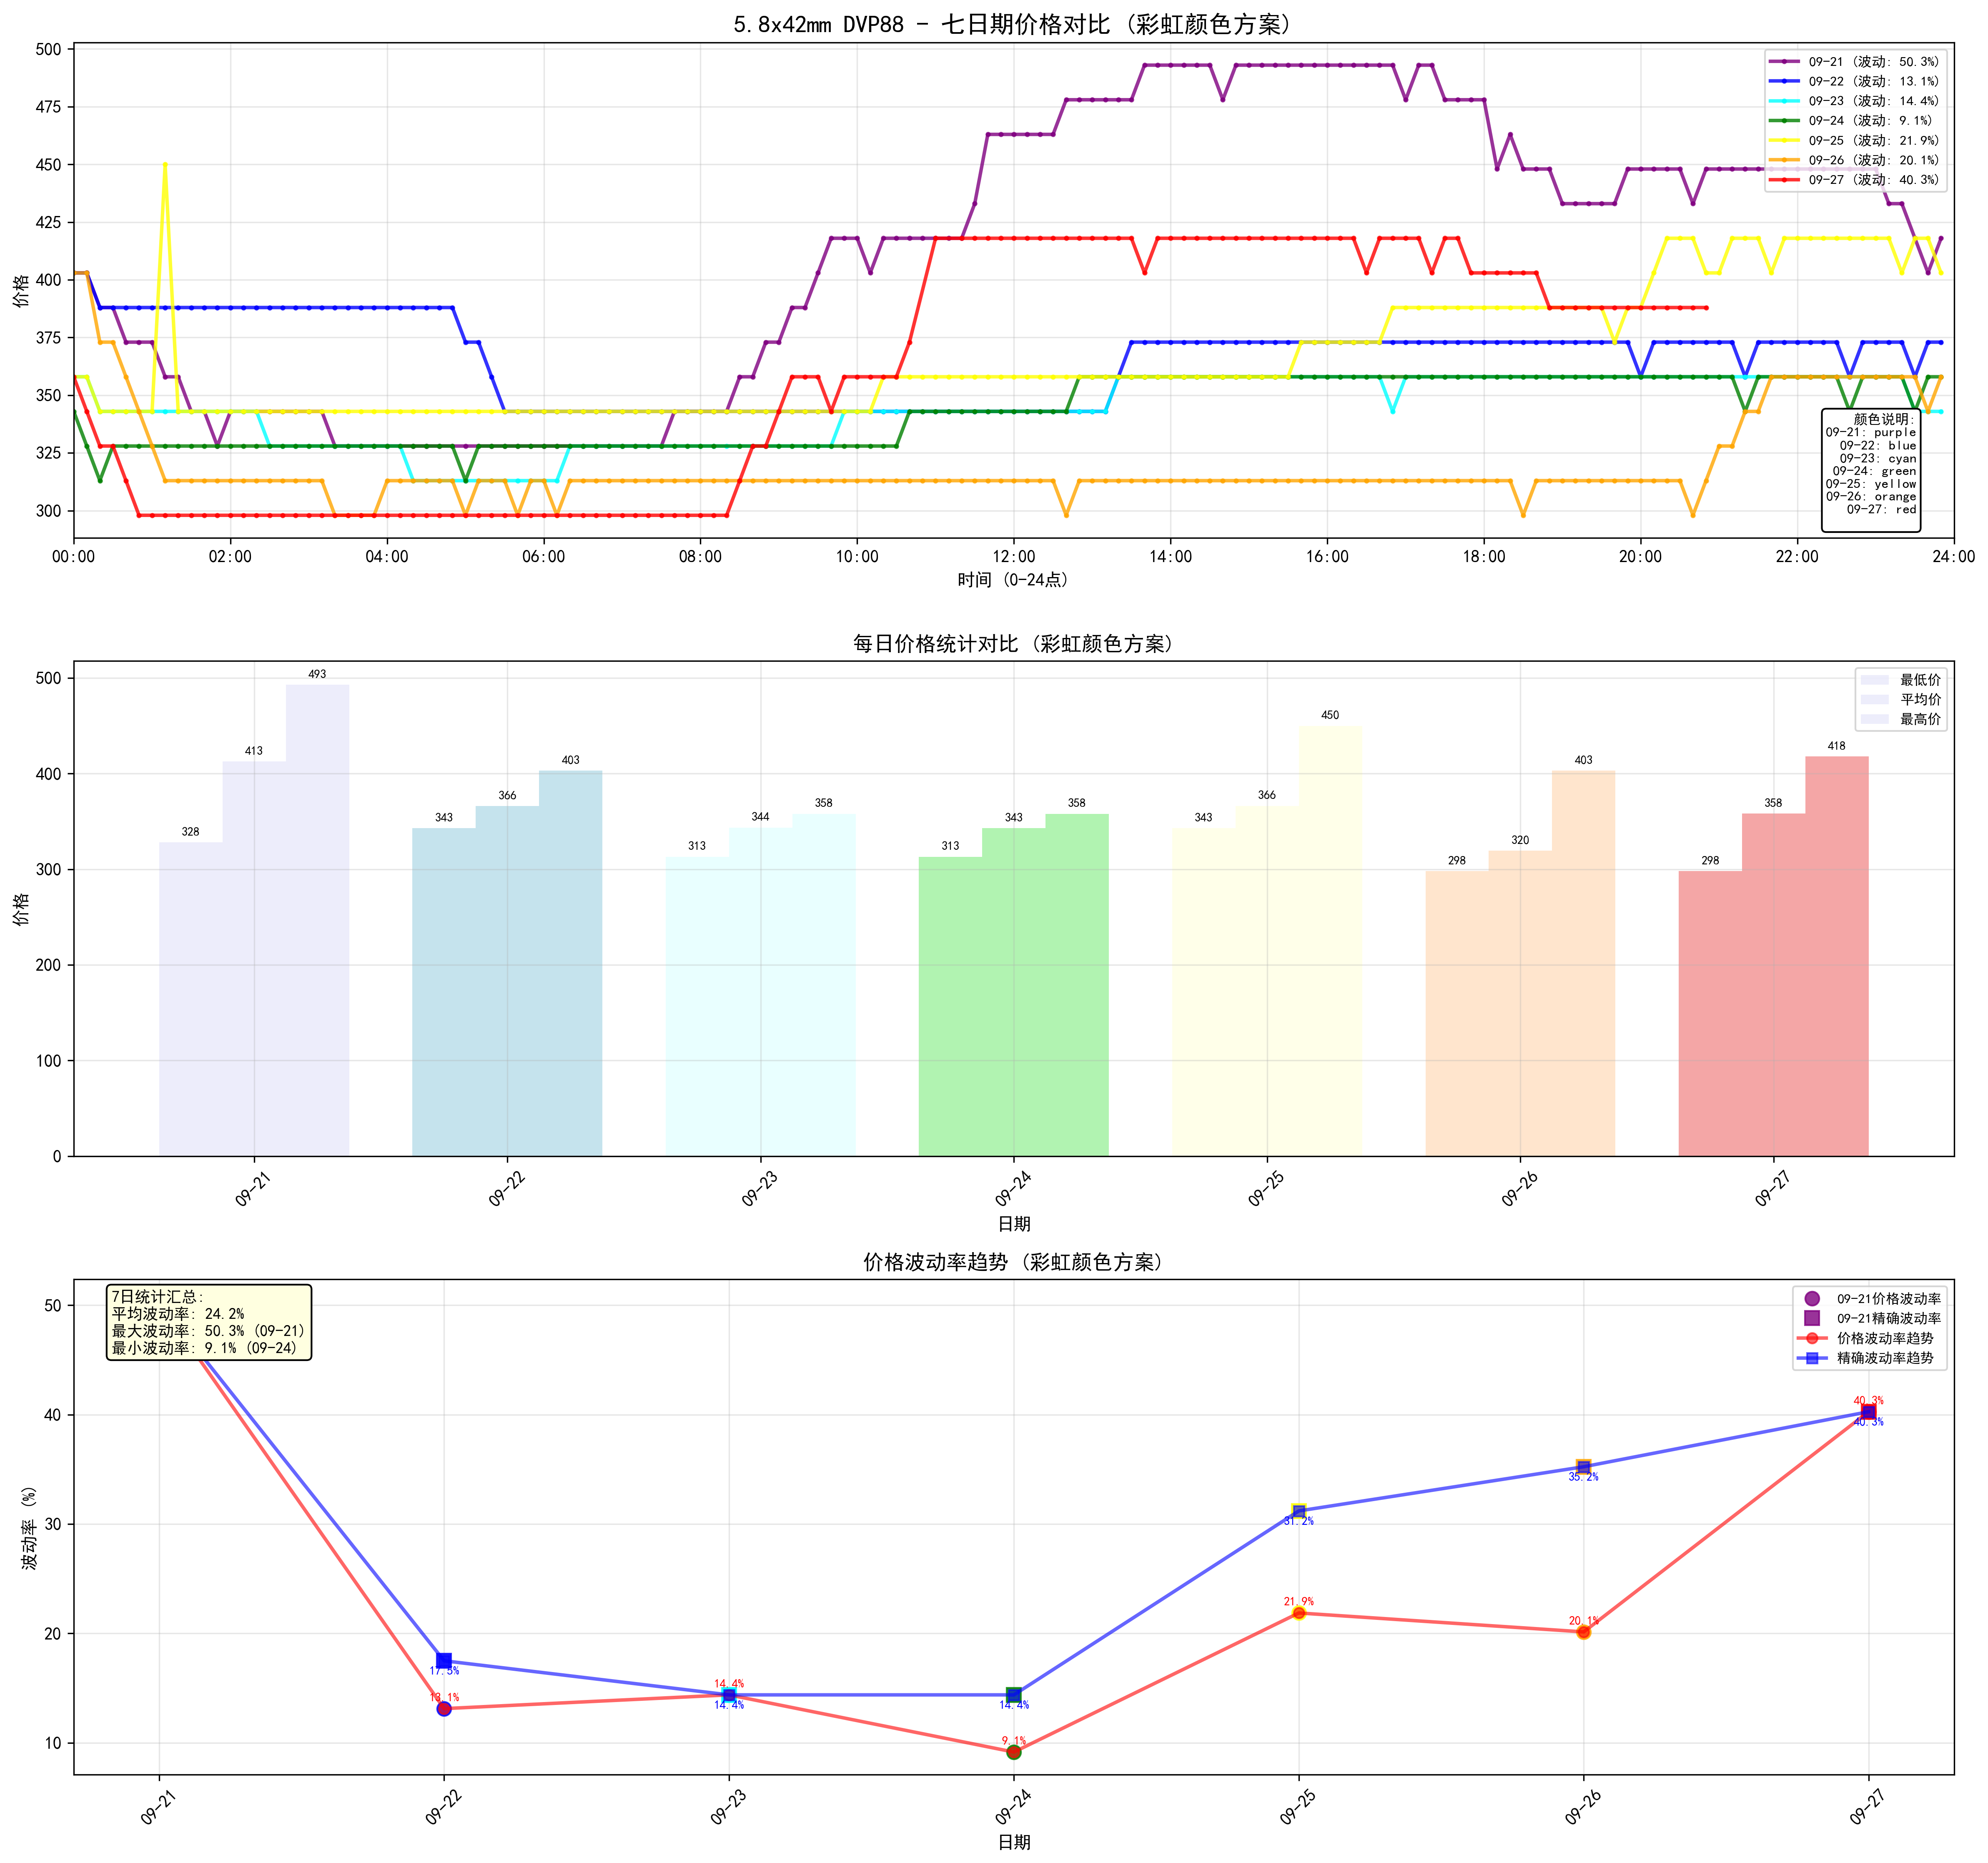 5.8x42mm DVP88 - 七日期价格对比 (彩虹颜色方案)
价格
500
475
450
425
400
375
350
325
300
00:00
02:00
04:00
06:00
08:00
10:00
12:00
14:00
16:00
18:00
20:00
22:00
24:00
时间 (0-24点)
09-21 (波动: 50.3%)
09-22 (波动: 13.1%)
09-23 (波动: 14.4%)
09-24 (波动: 9.1%)
09-25 (波动: 21.9%)
09-26 (波动: 20.1%)
09-27 (波动: 40.3%)
颜色说明:
09-21: purple
09-22: blue
09-23: cyan
09-24: green
09-25: yellow
09-26: orange
09-27: red
每日价格统计对比 (彩虹颜色方案)
价格
500
400
300
200
100
0
328
413
493
343
366
403
313
344
358
313
343
358
343
366
450
298
320
403
298
358
418
最低价
平均价
最高价
09-21
09-22
09-23
09-24
09-25
09-26
09-27
日期
价格波动率趋势 (彩虹颜色方案)
波动率 (%)
50
40
30
20
10
7日统计汇总:
平均波动率: 24.2%
最大波动率: 50.3% (09-21)
最小波动率: 9.1% (09-24)
09-21价格波动率
09-21精确波动率
价格波动率趋势
精确波动率趋势
17.5%
13.1%
14.4%
14.4%
14.4%
9.1%
31.2%
21.9%
35.2%
20.1%
40.3%
40.3%
09-21
09-22
09-23
09-24
09-25
09-26
09-27
日期